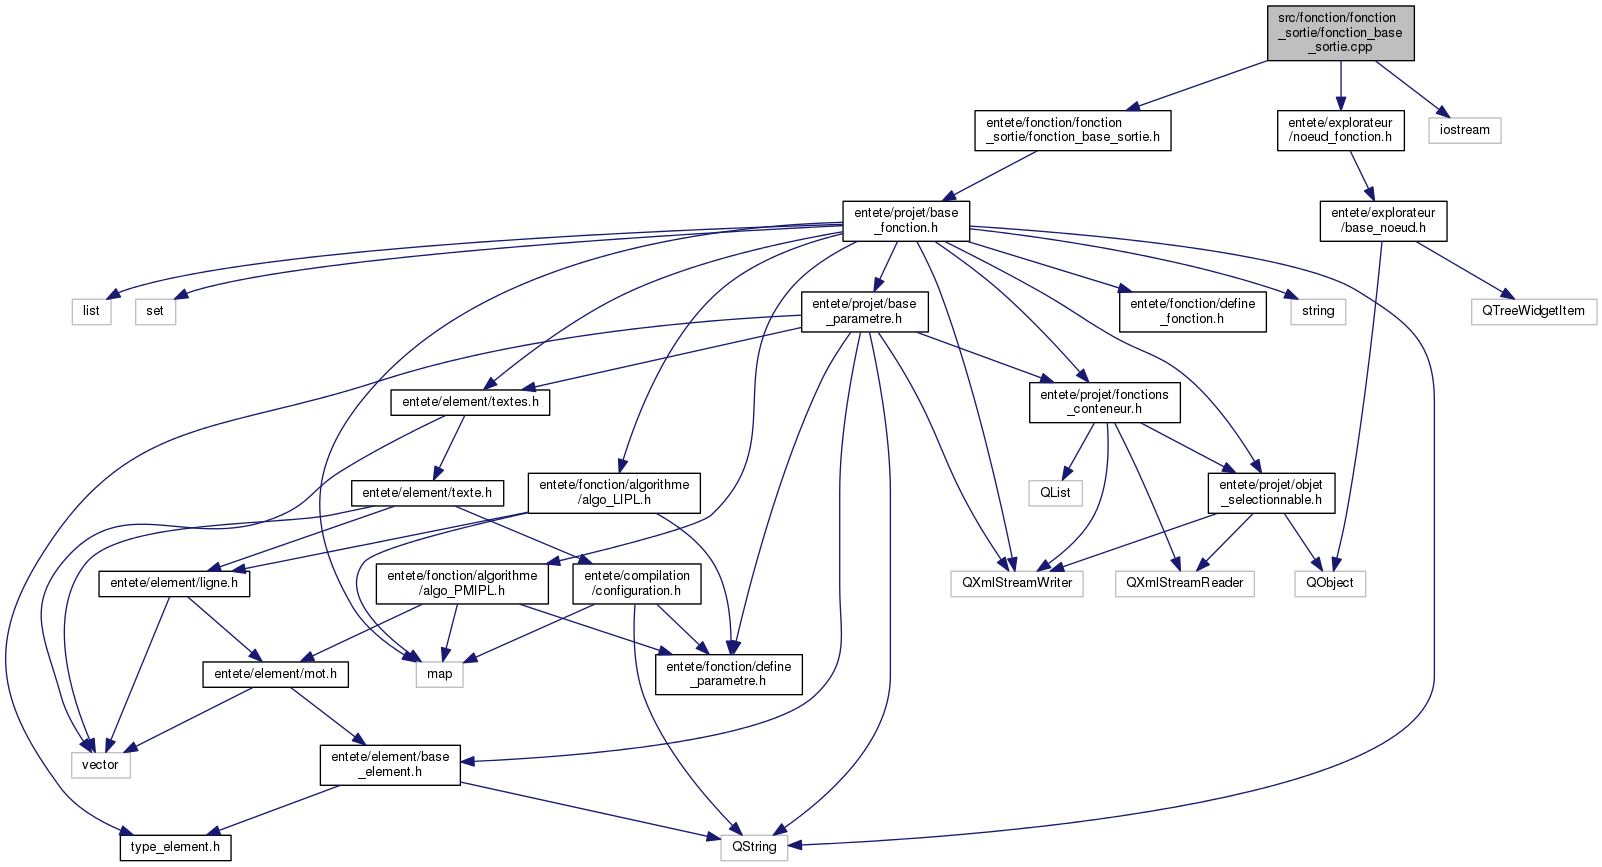 src/fonction/fonction
_sortie/fonction_base
_sortie.cpp
entete/fonction/fonction
_sortie/fonction_base_sortie.h
entete/explorateur
/noeud_fonction.h
iostream
entete/projet/base
_fonction.h
entete/explorateur
/base_noeud.h
list
set
entete/projet/base
_parametre.h
entete/fonction/define
_fonction.h
string
QTreeWidgetItem
entete/element/textes.h
entete/projet/fonctions
_conteneur.h
entete/element/texte.h
entete/fonction/algorithme
/algo_LIPL.h
QList
entete/projet/objet
_selectionnable.h
entete/element/ligne.h
entete/fonction/algorithme
/algo_PMIPL.h
entete/compilation
/configuration.h
QXmlStreamWriter
QXmlStreamReader
QObject
entete/element/mot.h
map
entete/fonction/define
_parametre.h
vector
entete/element/base
_element.h
type_element.h
QString